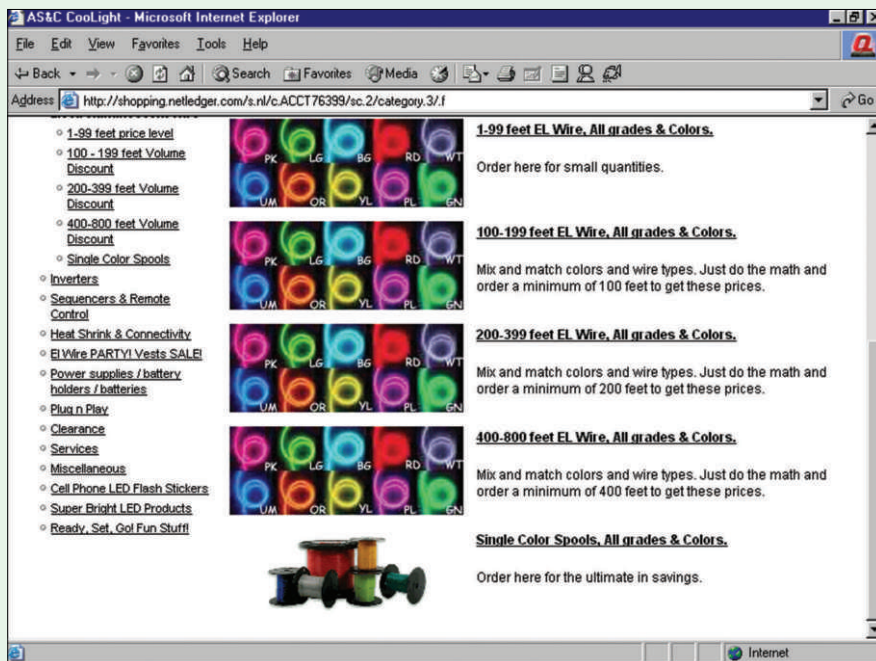 AS&C CooLight - Microsoft Internet Explorer
File Edit View Favorites Tools Help
Back Search Favorites Media
Address http://shopping.netledger.com/s.nl/c.ACCT76399/sc.2/category.3/.f Go
1-99 feet price level
100 - 199 feet Volume
Discount
200-399 feet Volume
Discount
400-800 feet Volume
Discount
Single Color Spools
Inverters
Sequencers & Remote
Control
Heat Shrink & Connectivity
El Wire PARTY! Vests SALE!
Power supplies / battery
holders / batteries
Plug n Play
Clearance
Services
Miscellaneous
Cell Phone LED Flash Stickers
Super Bright LED Products
Ready, Set, Go! Fun Stuff!
PK LG BG RD WT
UM OR YL PL GN
1-99 feet EL Wire, All grades & Colors.
Order here for small quantities.
PK LG BG RD WT
UM OR YL PL GN
100-199 feet EL Wire, All grades & Colors.
Mix and match colors and wire types. Just do the math and
order a minimum of 100 feet to get these prices.
PK LG BG RD WT
UM OR YL PL GN
200-399 feet EL Wire, All grades & Colors.
Mix and match colors and wire types. Just do the math and
order a minimum of 200 feet to get these prices.
PK LG BG RD WT
UM OR YL PL GN
400-800 feet EL Wire, All grades & Colors.
Mix and match colors and wire types. Just do the math and
order a minimum of 400 feet to get these prices.
Single Color Spools, All grades & Colors.
Order here for the ultimate in savings.
Internet